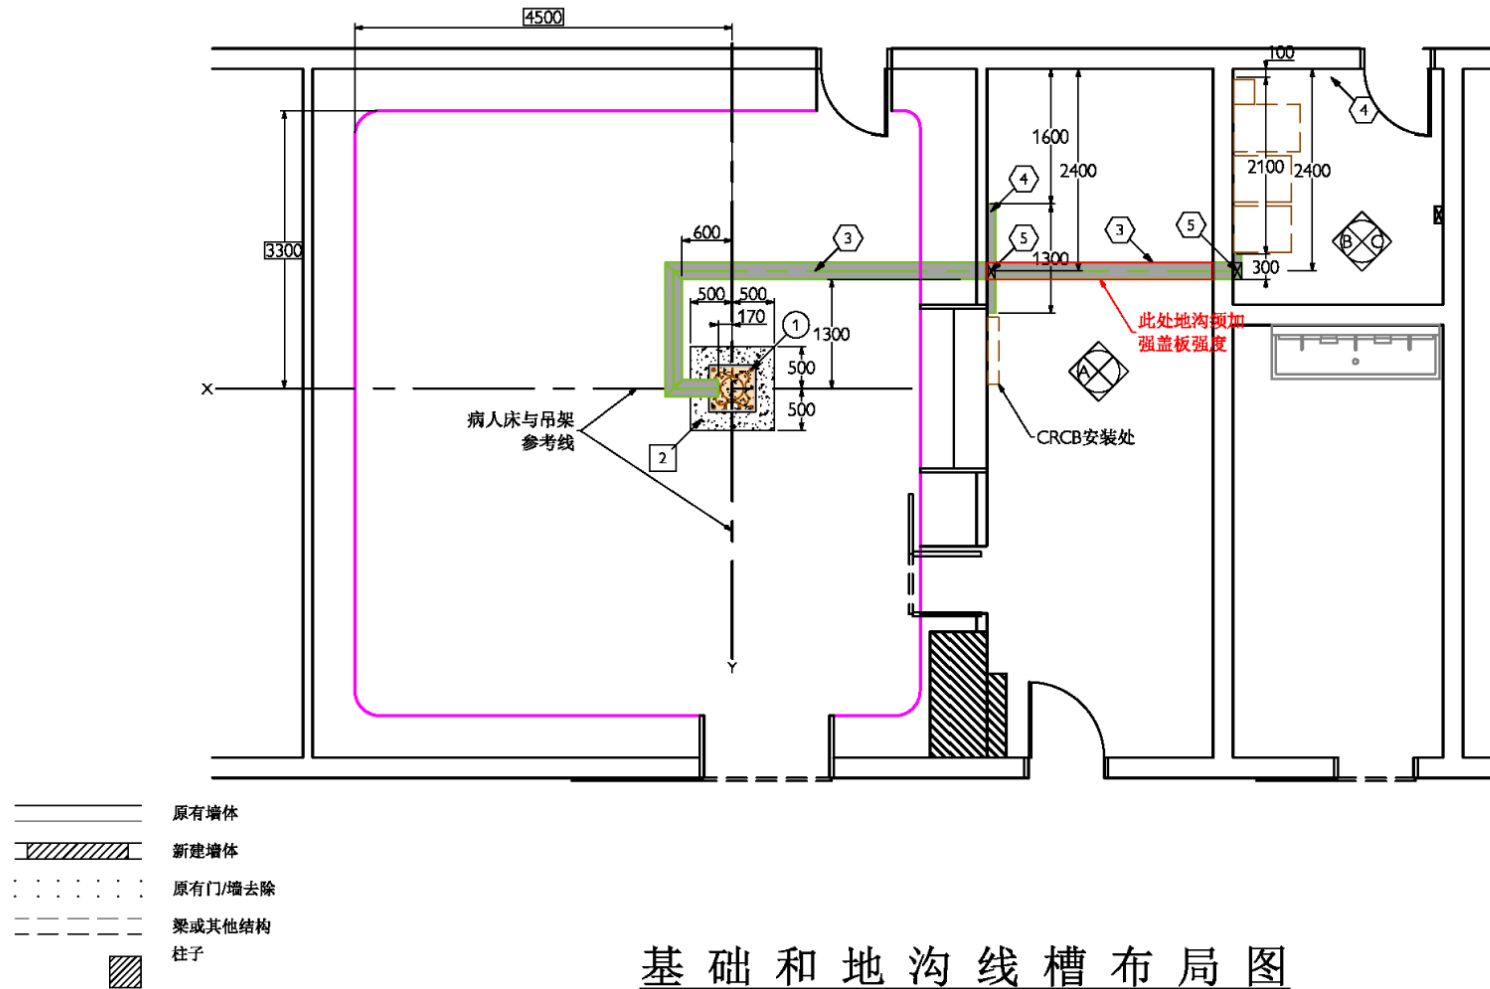 4500
100
1600
2400
4
4
2100
2400
3300
600
3
4
5
3
5
B
C
1300
300
500
500
170
1
1300
此处地沟须加
强盖板强度
500
500
X
A
病人床与吊架
参考线
2
CRCB安装处
Y
原有墙体
新建墙体
原有门/墙去除
梁或其他结构
柱子
基础和地沟线槽布局图